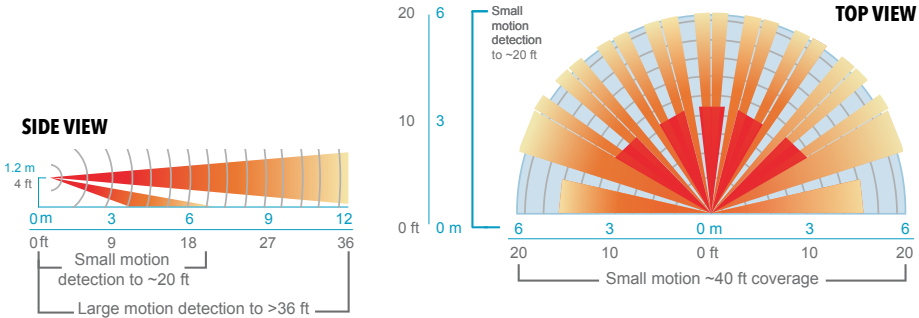 SIDE VIEW
1.2 m
4 ft
0 m 3 6 9 12
0 ft 9 18 27 36
Small motion
detection to ~20 ft
Large motion detection to >36 ft
TOP VIEW
20 6
10 3
0 ft 0 m
Small
motion
detection
to ~20 ft
6 3 0 m 3 6
20 10 0 ft 10 20
Small motion ~40 ft coverage